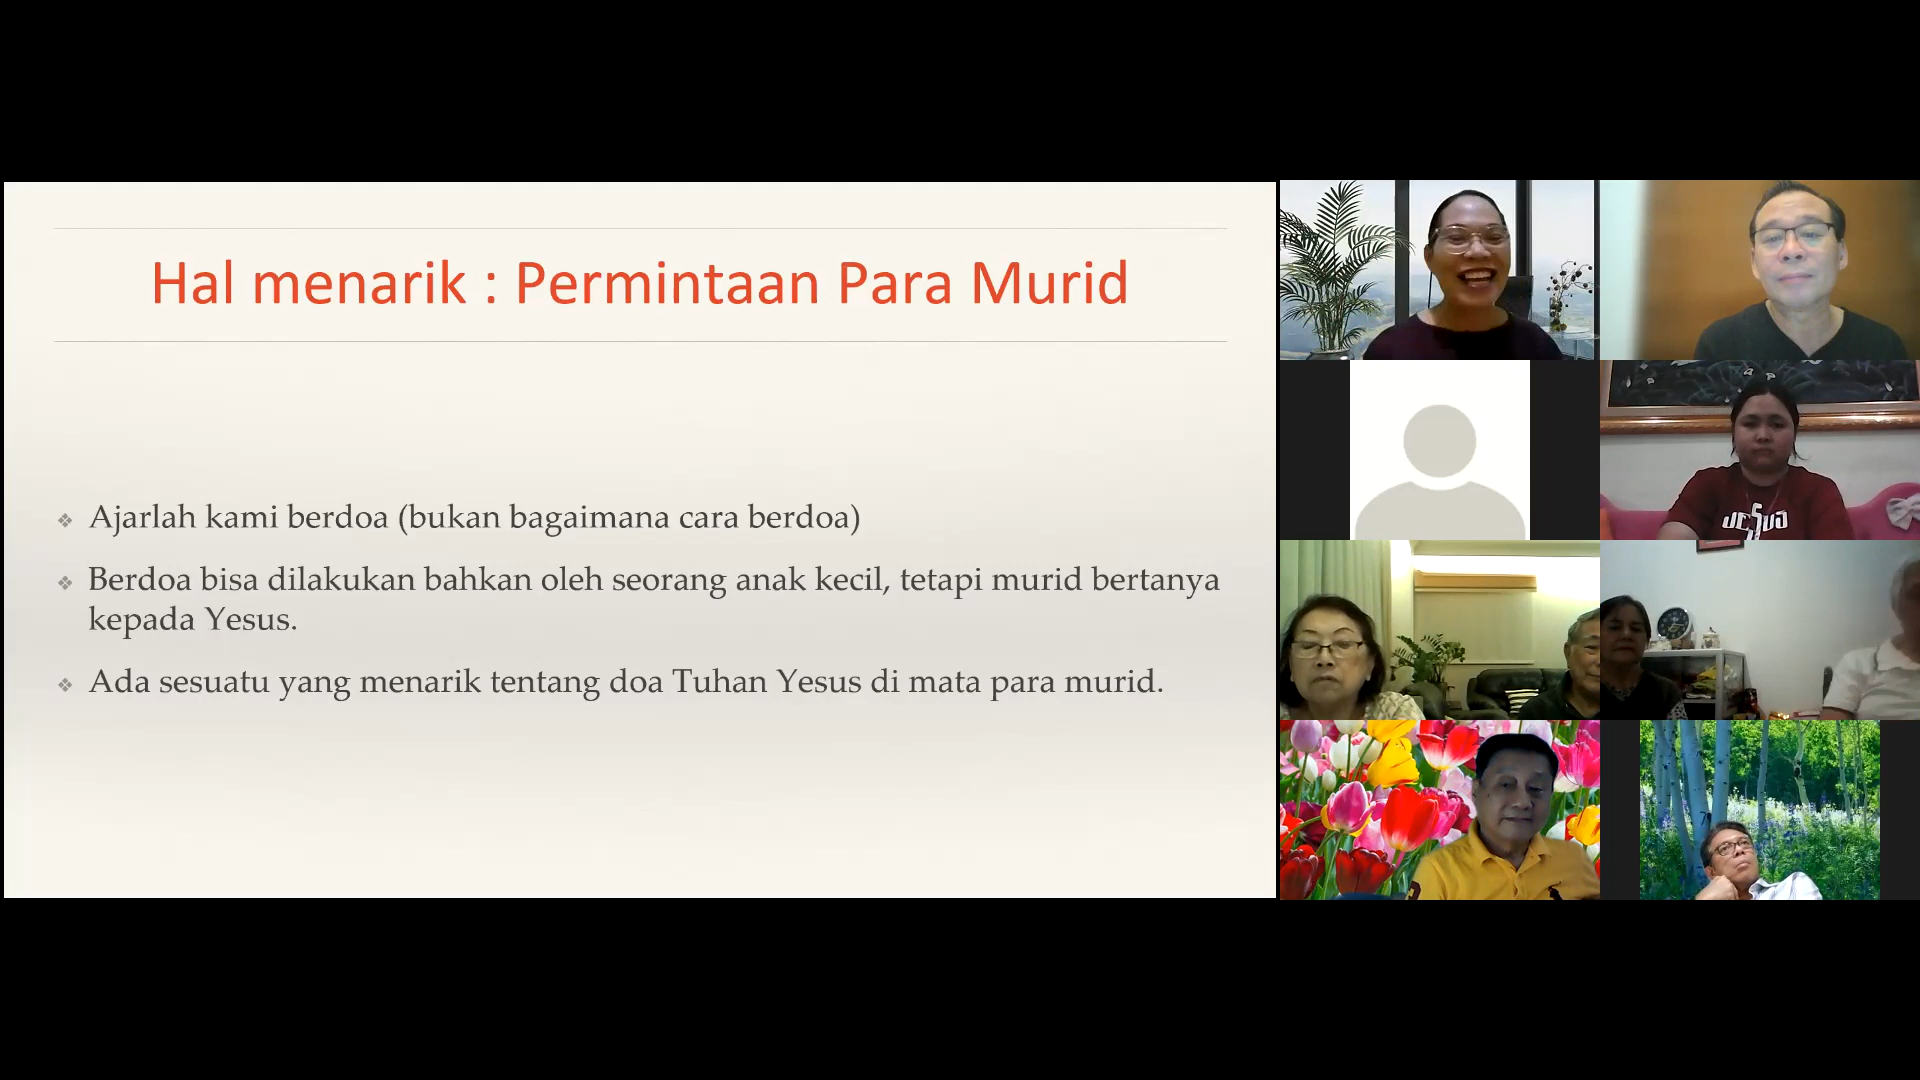 Hal menarik : Permintaan Para Murid
Ajarlah kami berdoa (bukan bagaimana cara berdoa)
Berdoa bisa dilakukan bahkan oleh seorang anak kecil, tetapi murid bertanya
kepada Yesus.
Ada sesuatu yang menarik tentang doa Tuhan Yesus di mata para murid.
JESUS